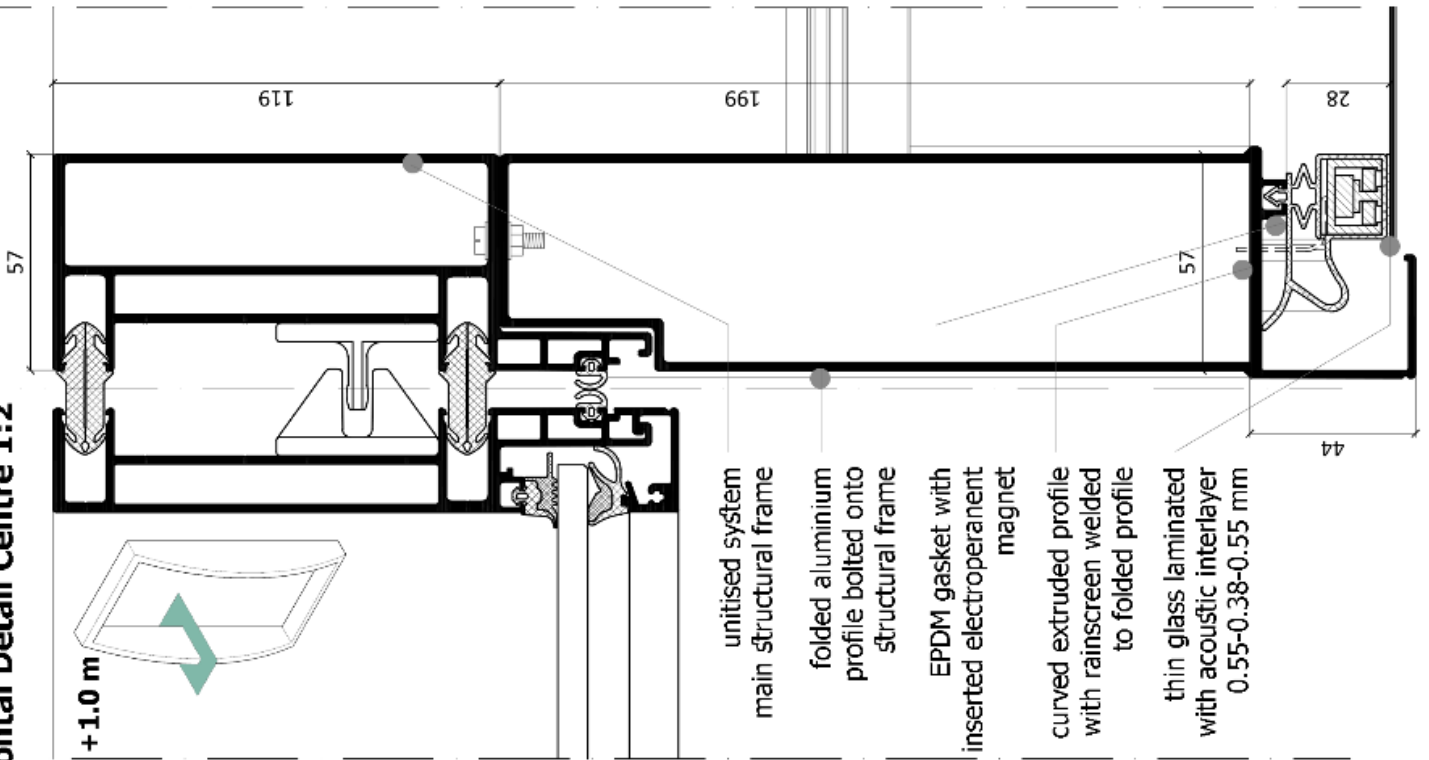 ontal Detail Centre 1:2
+1.0 m
119
199
28
57
57
44
unitised system
main structural frame
folded aluminium
profile bolted onto
structural frame
EPDM gasket with
inserted electroperanent
magnet
curved extruded profile
with rainscreen welded
to folded profile
thin glass laminated
with acoustic interlayer
0.55-0.38-0.55 mm